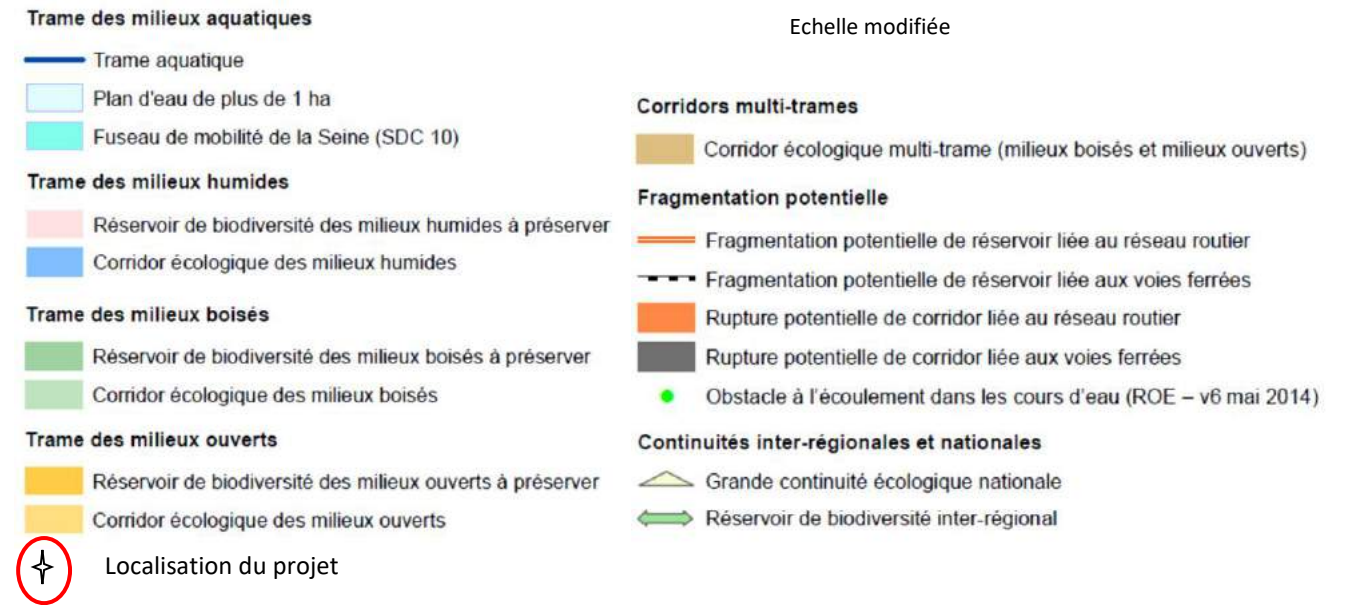 Trame des milieux aquatiques
Trame aquatique
Plan d'eau de plus de 1 ha
Fuseau de mobilité de la Seine (SDC 10)
Trame des milieux humides
Réservoir de biodiversité des milieux humides à préserver
Corridor écologique des milieux humides
Trame des milieux boisés
Réservoir de biodiversité des milieux boisés à préserver
Corridor écologique des milieux boisés
Trame des milieux ouverts
Réservoir de biodiversité des milieux ouverts à préserver
Corridor écologique des milieux ouverts
Localisation du projet
Echelle modifiée
Corridors multi-trames
Corridor écologique multi-trame (milieux boisés et milieux ouverts)
Fragmentation potentielle
Fragmentation potentielle de réservoir liée au réseau routier
Fragmentation potentielle de réservoir liée aux voies ferrées
Rupture potentielle de corridor liée au réseau routier
Rupture potentielle de corridor liée aux voies ferrées
Obstacle à l'écoulement dans les cours d'eau (ROE – v6 mai 2014)
Continuités inter-régionales et nationales
Grande continuité écologique nationale
Réservoir de biodiversité inter-régional